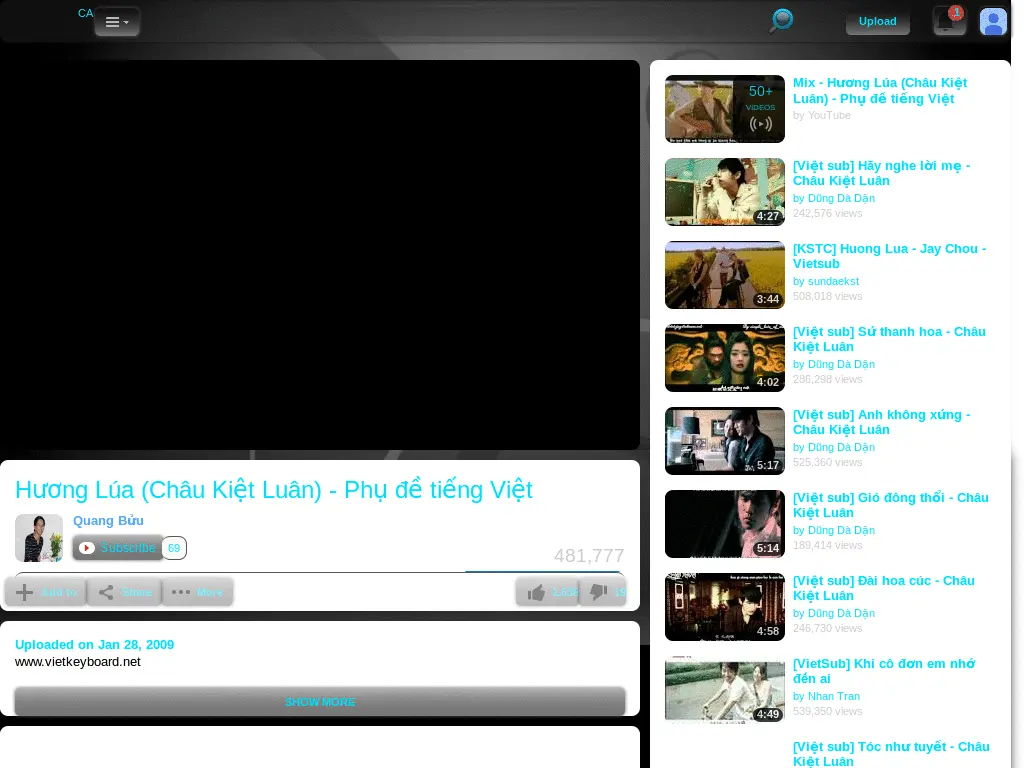 CA
Upload
1
Hương Lúa (Châu Kiệt Luân) - Phụ đề tiếng Việt
Quang Bửu
Subscribe 69
481,777
Add to Share More
19
Uploaded on Jan 28, 2009
www.vietkeyboard.net
SHOW MORE
50+
VIDEOS
Mix - Hương Lúa (Châu Kiệt
Luân) - Phụ đề tiếng Việt
by YouTube
4:27
[Việt sub] Hãy nghe lời mẹ -
Châu Kiệt Luân
by Dũng Dà Dận
242,576 views
3:44
[KSTC] Huong Lua - Jay Chou -
Vietsub
by sundaekst
508,018 views
4:02
[Việt sub] Sứ thanh hoa - Châu
Kiệt Luân
by Dũng Dà Dận
286,298 views
5:17
[Việt sub] Anh không xứng -
Châu Kiệt Luân
by Dũng Dà Dận
525,360 views
5:14
[Việt sub] Gió đông thổi - Châu
Kiệt Luân
by Dũng Dà Dận
189,414 views
4:58
[Việt sub] Đài hoa cúc - Châu
Kiệt Luân
by Dũng Dà Dận
246,730 views
4:49
[VietSub] Khi cô đơn em nhớ
đến ai
by Nhan Tran
539,350 views
[Việt sub] Tóc như tuyết - Châu
Kiệt Luân